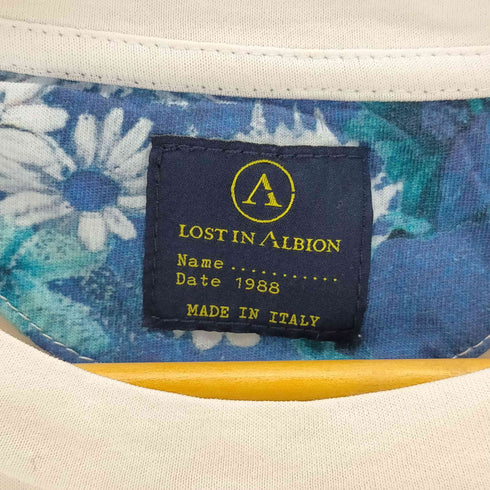 LOST IN ALBION
Name...........
Date 1988
MADE IN ITALY